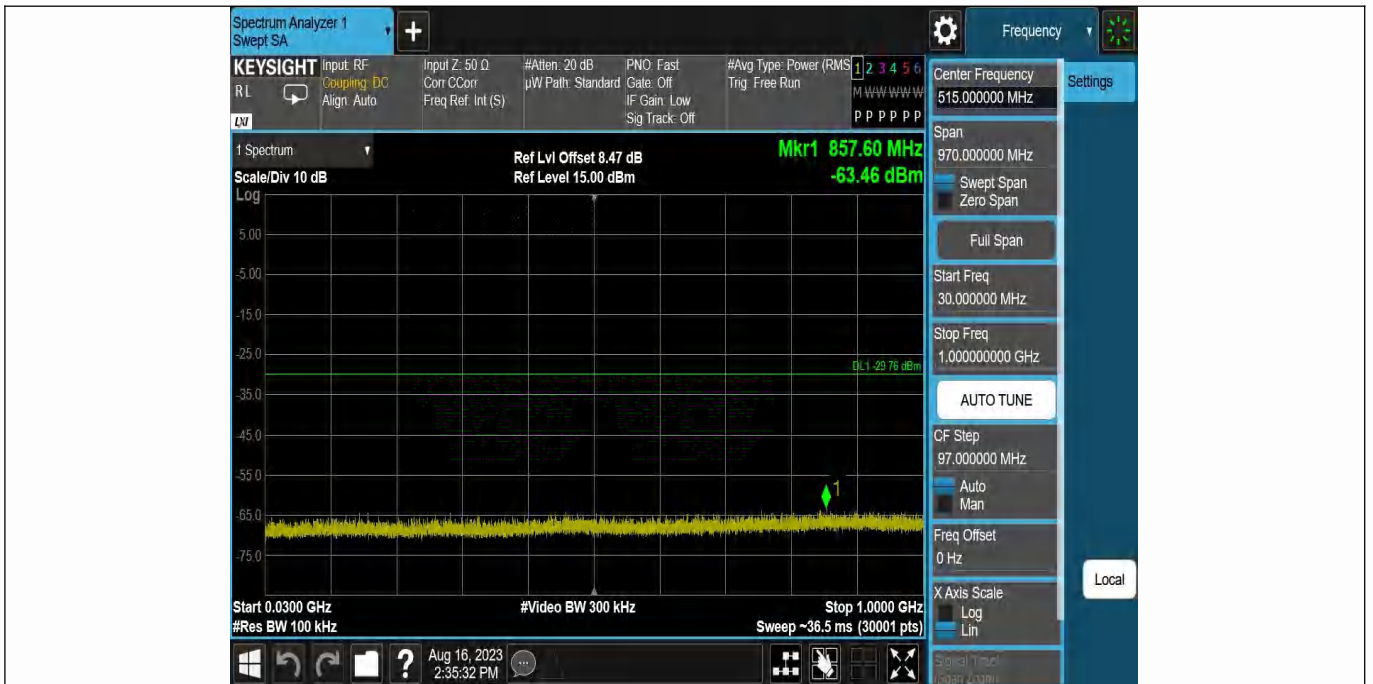 Spectrum Analyzer 1
Swept SA
Frequency
KEYSIGHT
RL
LXI
Input: RF
Coupling: DC
Align: Auto
Input Z: 50 Ω
Corr CCorr
Freq Ref: Int (S)
#Atten: 20 dB
µW Path: Standard
PNO: Fast
Gate: Off
IF Gain: Low
Sig Track: Off
#Avg Type: Power (RMS
Trig: Free Run
1 2 3 4 5 6
M W W W W W
P P P P P P
1 Spectrum
Scale/Div 10 dB
Log
Ref Lvl Offset 8.47 dB
Ref Level 15.00 dBm
Mkr1 857.60 MHz
-63.46 dBm
5.00
-5.00
-15.0
-25.0
DL1 -29.76 dBm
-35.0
-45.0
-55.0
1
-65.0
-75.0
Start 0.0300 GHz
#Res BW 100 kHz
#Video BW 300 kHz
Stop 1.0000 GHz
Sweep ~36.5 ms (30001 pts)
Aug 16, 2023
2:35:32 PM
Center Frequency
515.000000 MHz
Settings
Span
970.000000 MHz
Swept Span
Zero Span
Full Span
Start Freq
30.000000 MHz
Stop Freq
1.000000000 GHz
AUTO TUNE
CF Step
97.000000 MHz
Auto
Man
Freq Offset
0 Hz
X Axis Scale
Log
Lin
Local
Signal Track
(Span Zoom)